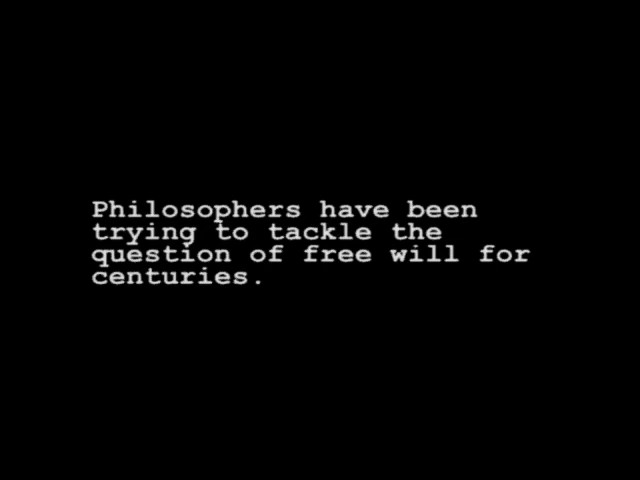 Philosophers have been
trying to tackle the
question of free will for
centuries.